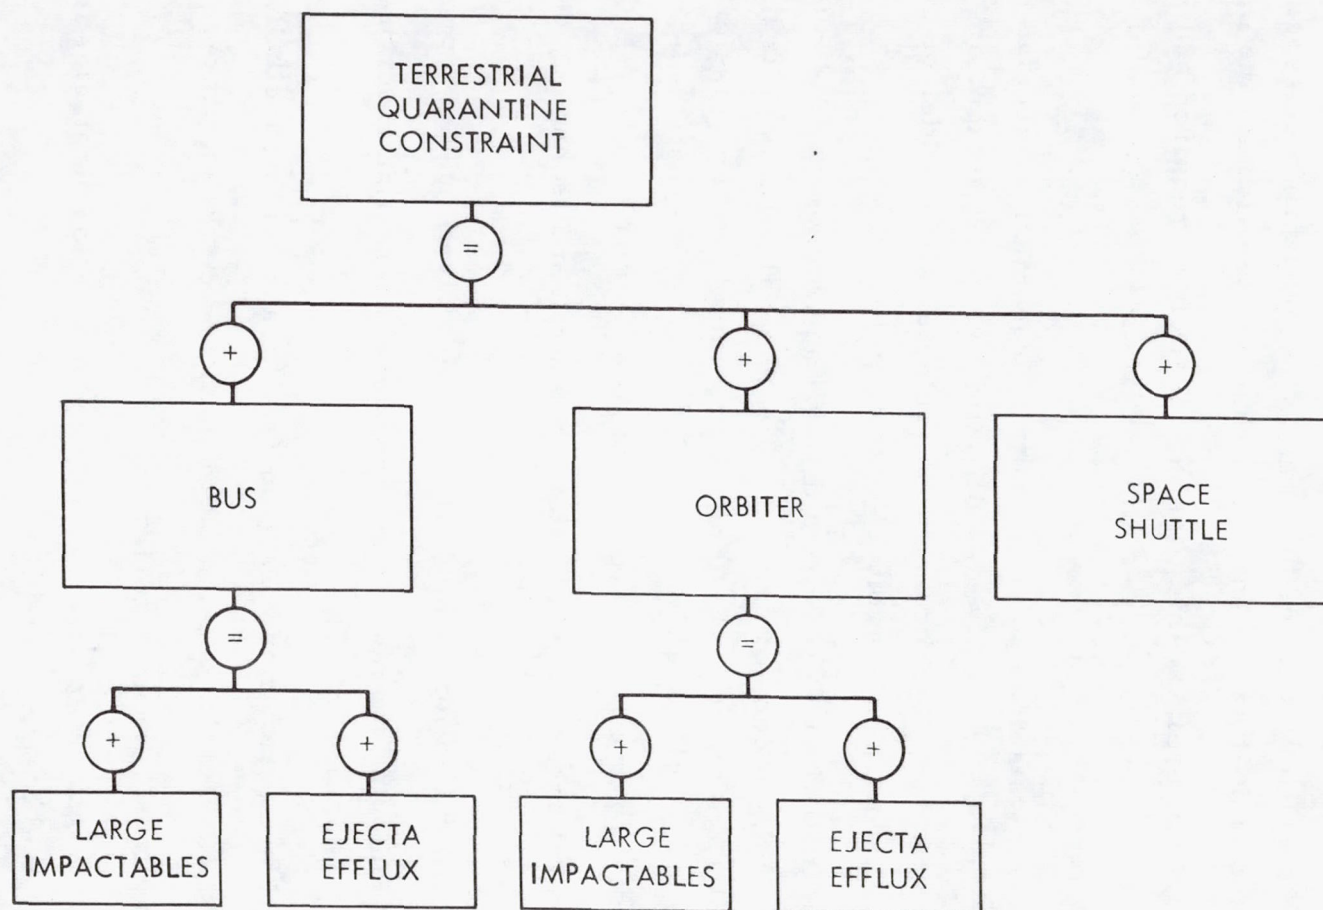 TERRESTRIAL
QUARANTINE
CONSTRAINT
=
+
+
+
BUS
ORBITER
SPACE
SHUTTLE
=
=
+
+
+
+
LARGE
IMPACTABLES
EJECTA
EFFLUX
LARGE
IMPACTABLES
EJECTA
EFFLUX